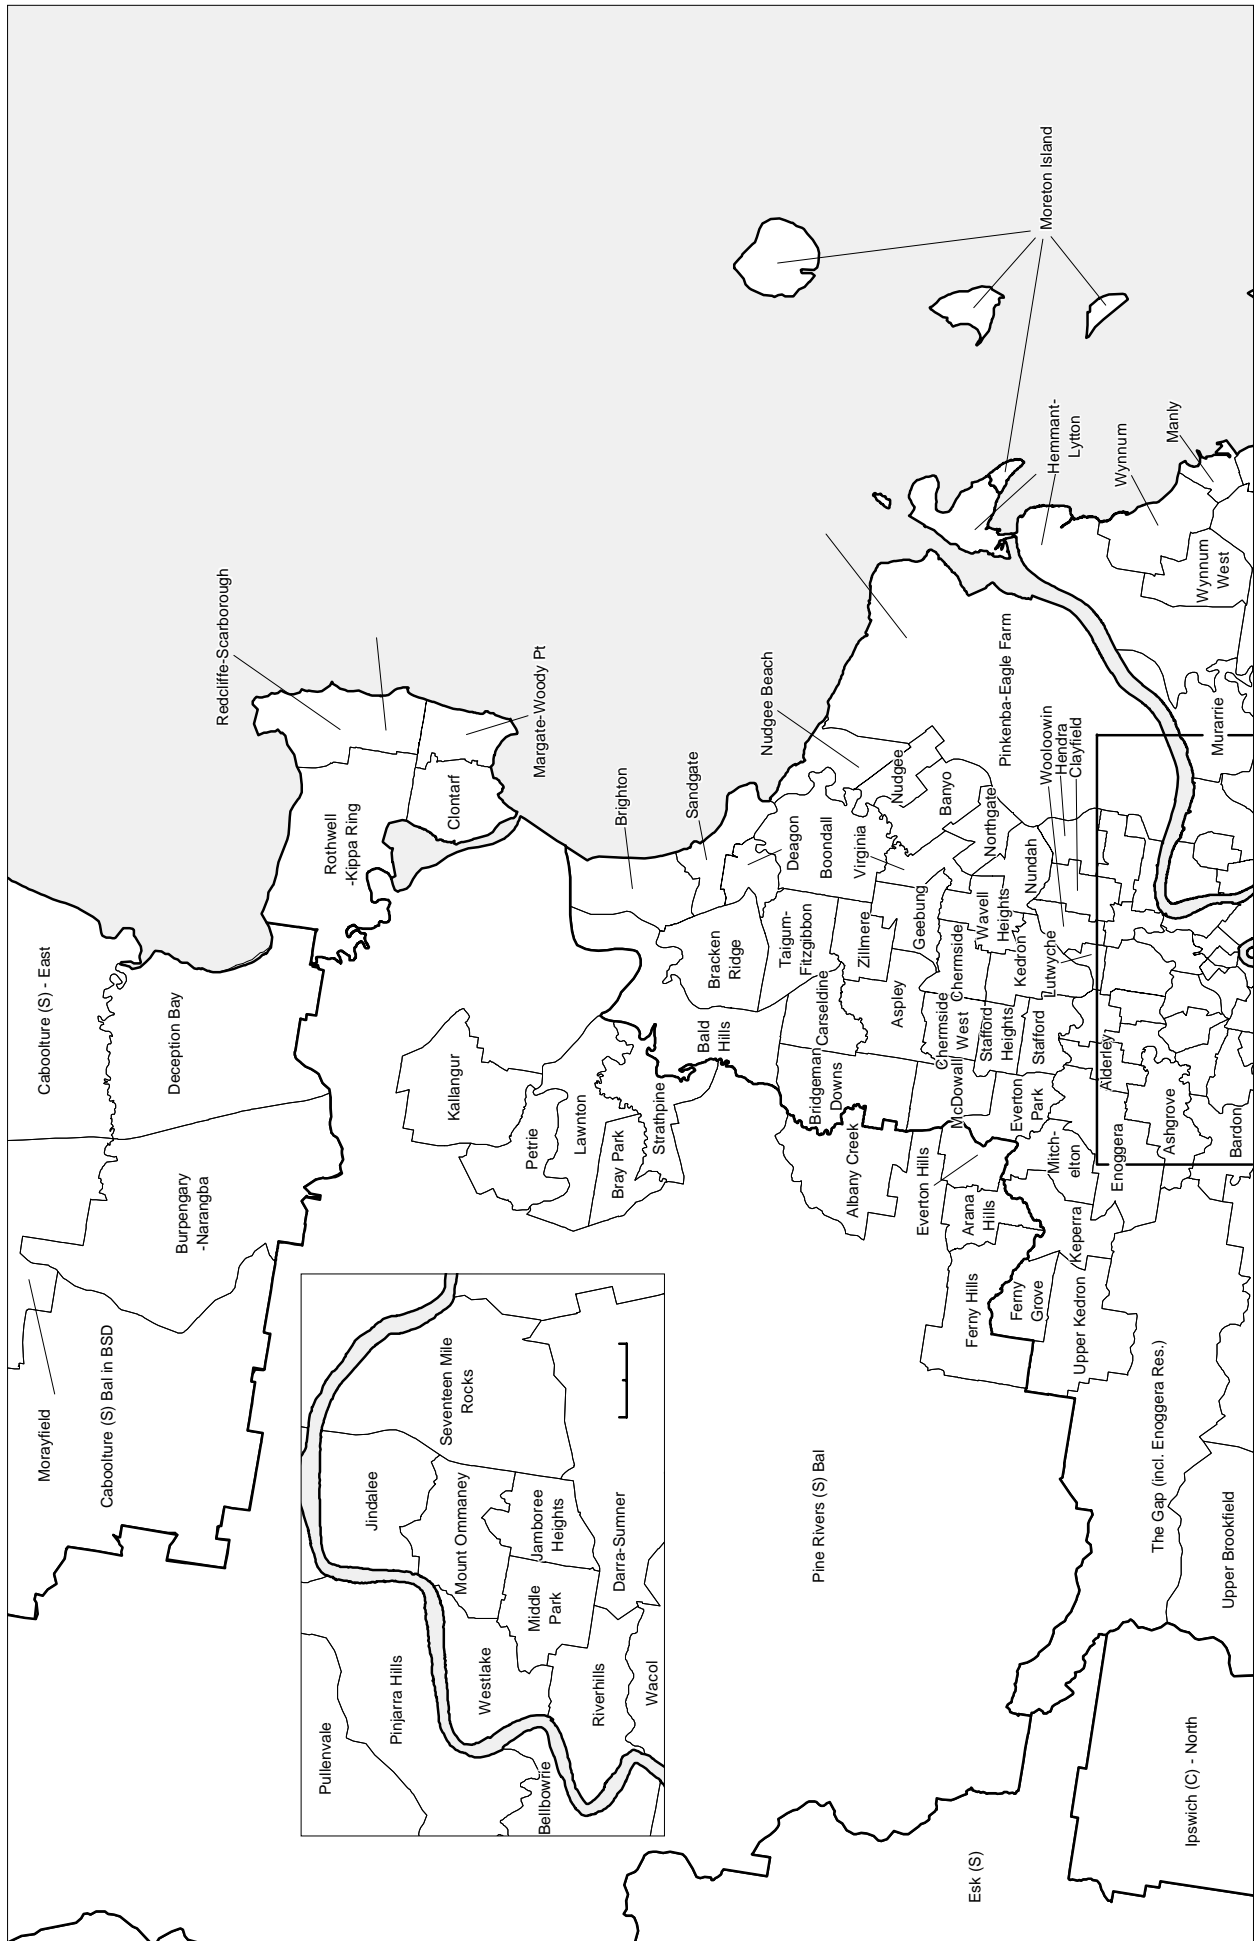 Caboolture (S) - East
Deception Bay
Burpengary
-Narangba
Morayfield
Caboolture (S) Bal in BSD
Redcliffe-Scarborough
Rothwell
-Kippa Ring
Clontarf
Margate-Woody Pt
Kallangur
Petrie
Lawnton
Bray Park
Strathpine
Brighton
Sandgate
Deagon
Boondall
Bracken
Ridge
Bald
Hills
Taigum-
Fitzgibbon
Carseldine
Bridgeman
Downs
Zillmere
Aspley
Virginia
Geebung
Nudgee Beach
Nudgee
Banyo
Northgate
Nundah
Pinkenba-Eagle Farm
Chermside
Chermside
West
Wavell
Heights
Kedron
Stafford-
Heights
Stafford
Lutwyche
Wooloowin
Hendra
Clayfield
McDowall
Everton
Park
Albany Creek
Everton Hills
Arana
Hills
Ferny Hills
Ferny
Grove
Mitch-
elton
Keperra
Upper Kedron
Enoggera
Alderley
Ashgrove
Bardon
The Gap (incl. Enoggera Res.)
Upper Brookfield
Pine Rivers (S) Bal
Esk (S)
Ipswich (C) - North
Moreton Island
Hemmant-
Lytton
Wynnum
Manly
Wynnum
West
Murarrie
Pullenvale
Pinjarra Hills
Jindalee
Seventeen Mile
Rocks
Mount Ommaney
Westlake
Middle
Park
Jamboree
Heights
Bellbowrie
Riverhills
Darra-Sumner
Wacol